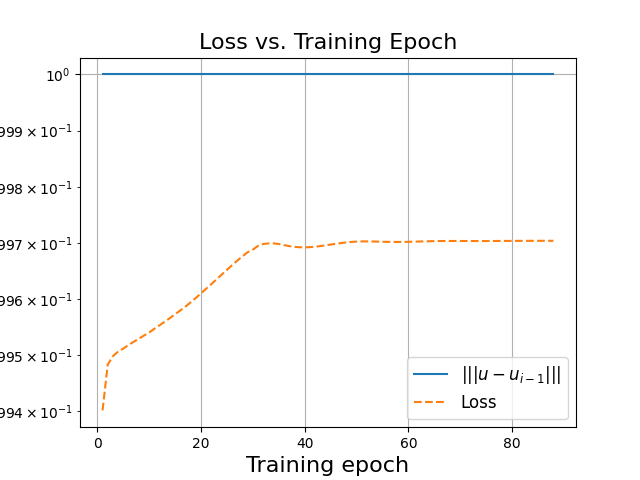 Loss vs. Training Epoch
10⁰
999 × 10⁻¹
998 × 10⁻¹
997 × 10⁻¹
996 × 10⁻¹
995 × 10⁻¹
994 × 10⁻¹
|||u − uᵢ₋₁|||
Loss
0 20 40 60 80
Training epoch